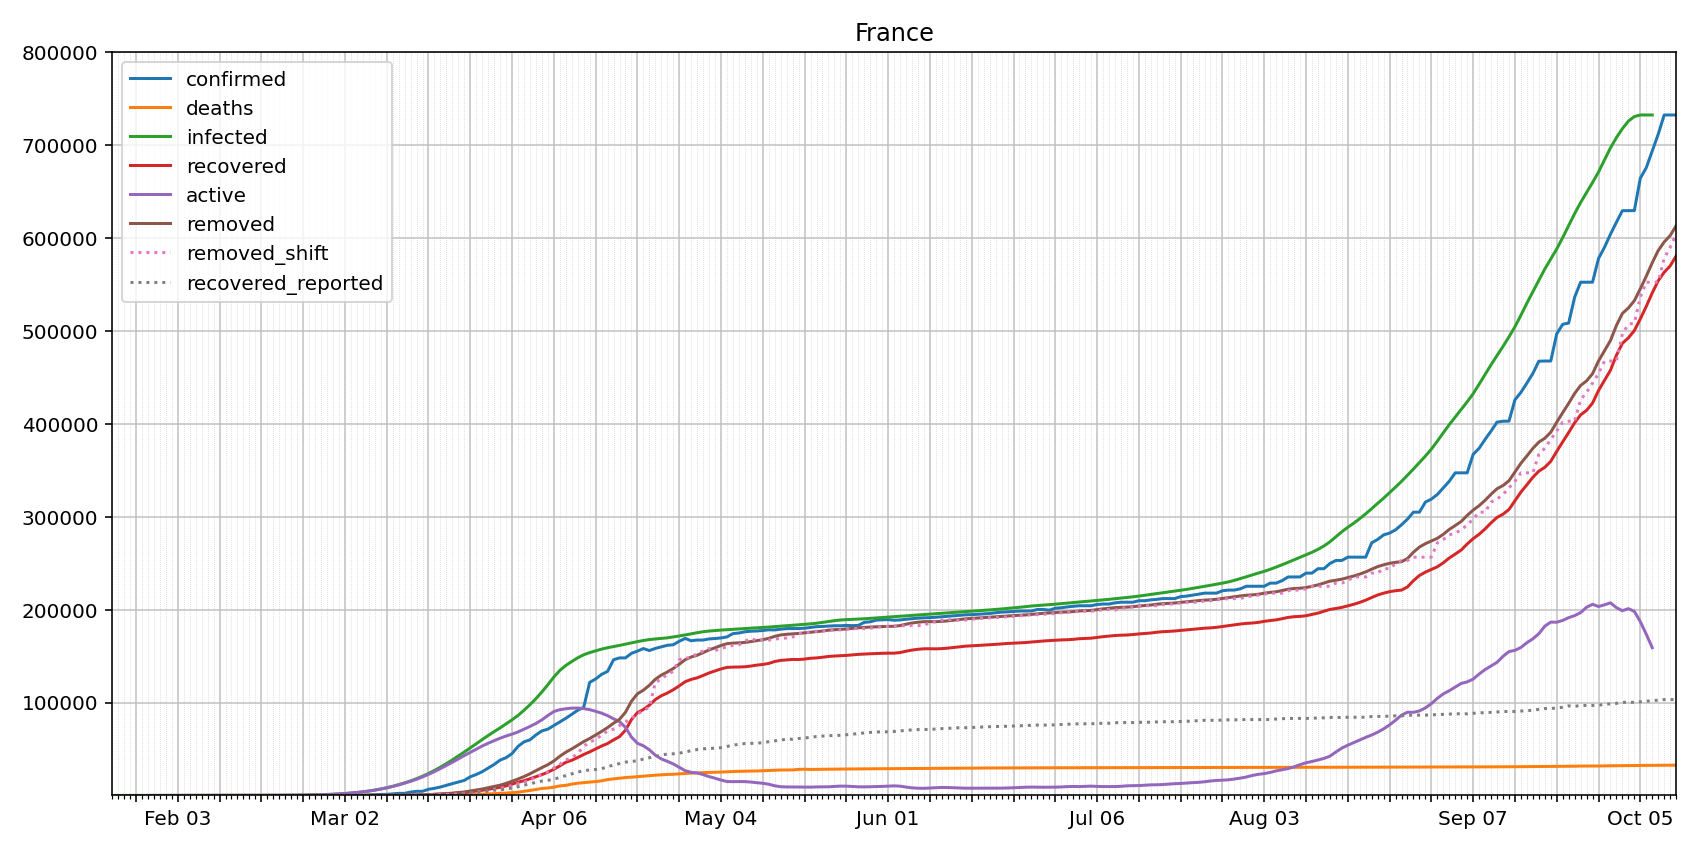 France
800000
700000
600000
500000
400000
300000
200000
100000
confirmed
deaths
infected
recovered
active
removed
removed_shift
recovered_reported
Feb 03 Mar 02 Apr 06 May 04 Jun 01 Jul 06 Aug 03 Sep 07 Oct 05